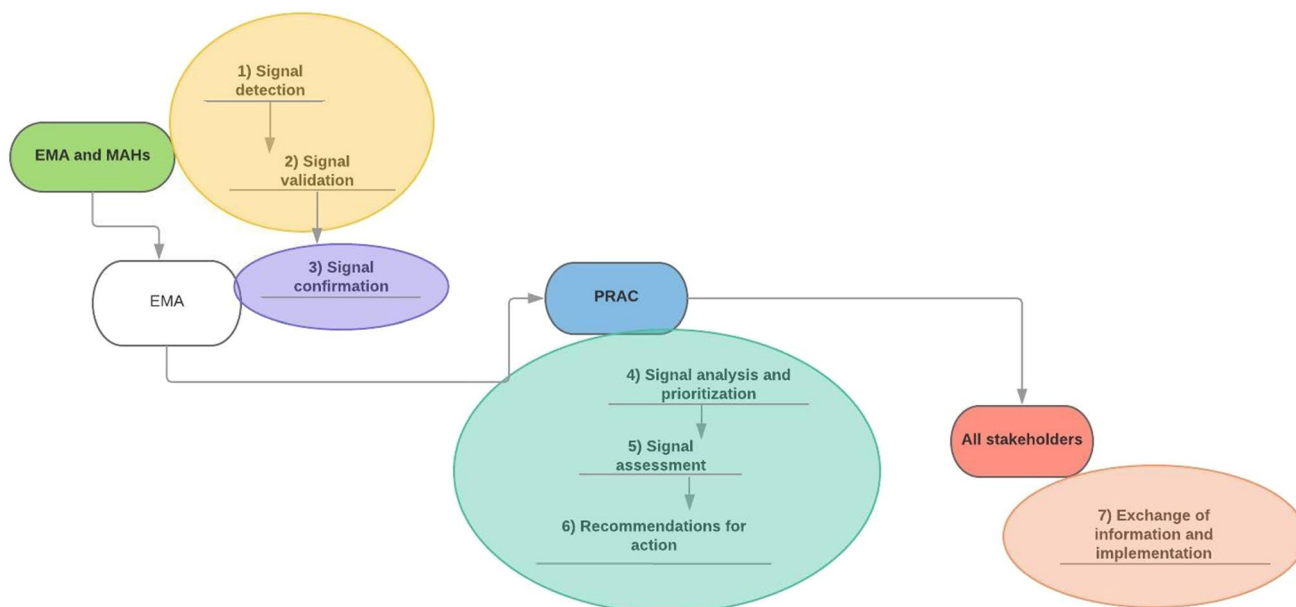 1) Signal
detection
EMA and MAHs
2) Signal
validation
3) Signal
confirmation
EMA
PRAC
4) Signal analysis and
prioritization
5) Signal
assessment
6) Recommendations for
action
All stakeholders
7) Exchange of
information and
implementation